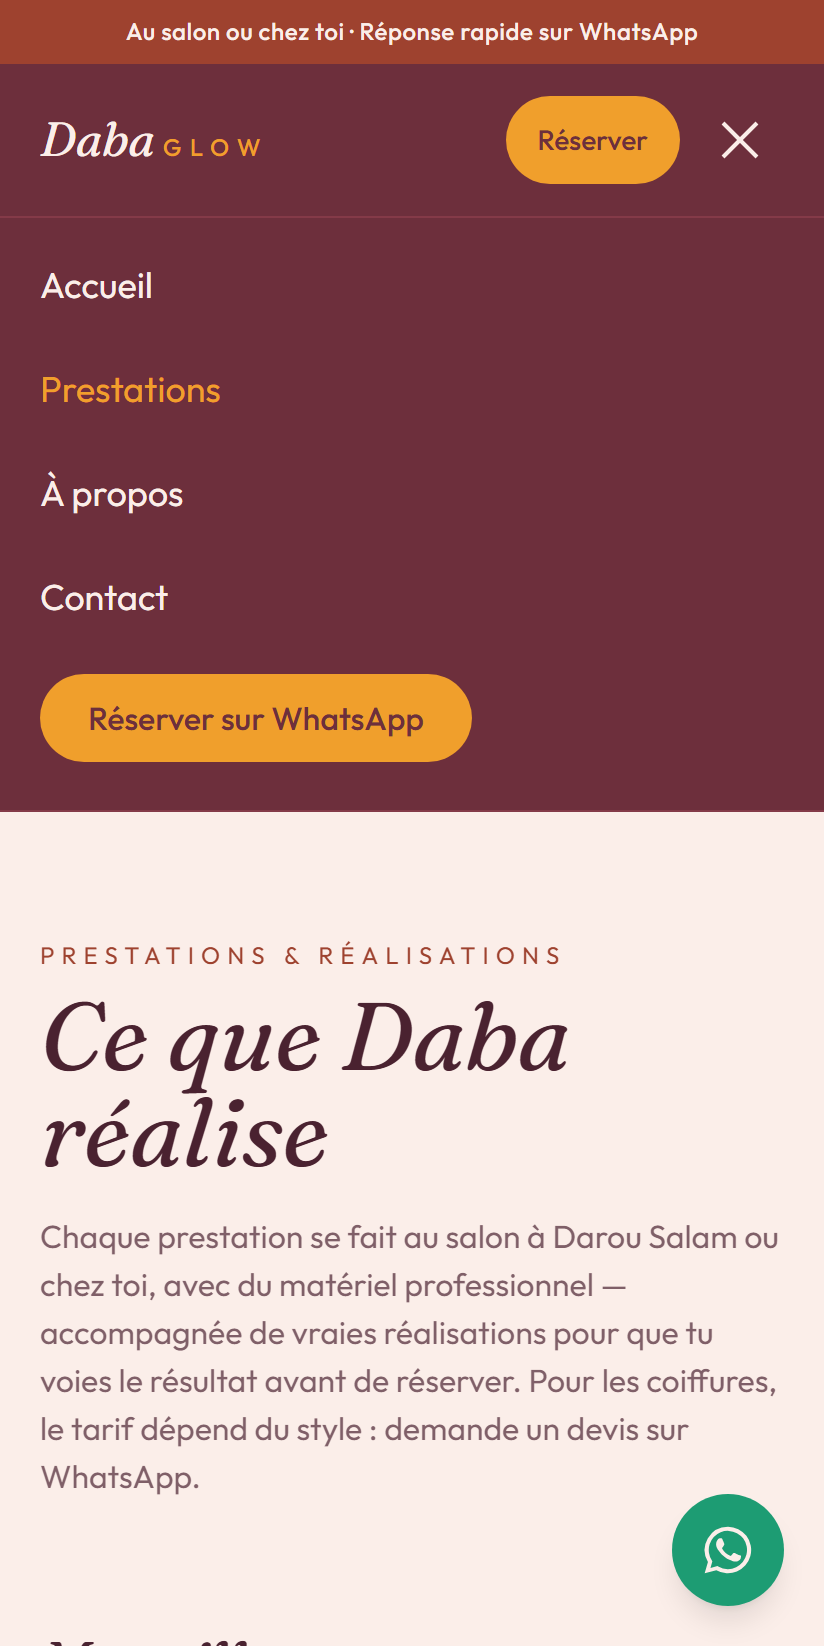 Au salon ou chez toi · Réponse rapide sur WhatsApp
Daba GLOW
Réserver
Accueil
Prestations
À propos
Contact
Réserver sur WhatsApp
PRESTATIONS & RÉALISATIONS
Ce que Daba
réalise
Chaque prestation se fait au salon à Darou Salam ou
chez toi, avec du matériel professionnel —
accompagnée de vraies réalisations pour que tu
voies le résultat avant de réserver. Pour les coiffures,
le tarif dépend du style : demande un devis sur
WhatsApp.